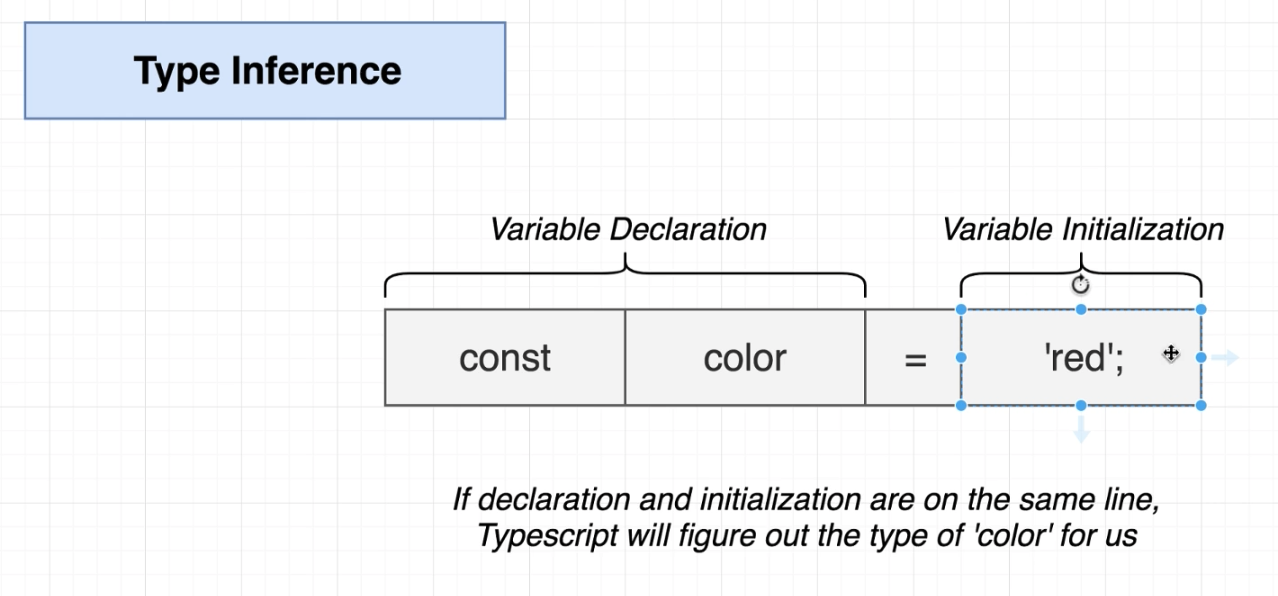 Type Inference
Variable Declaration
Variable Initialization
const color = 'red';
If declaration and initialization are on the same line,
Typescript will figure out the type of 'color' for us